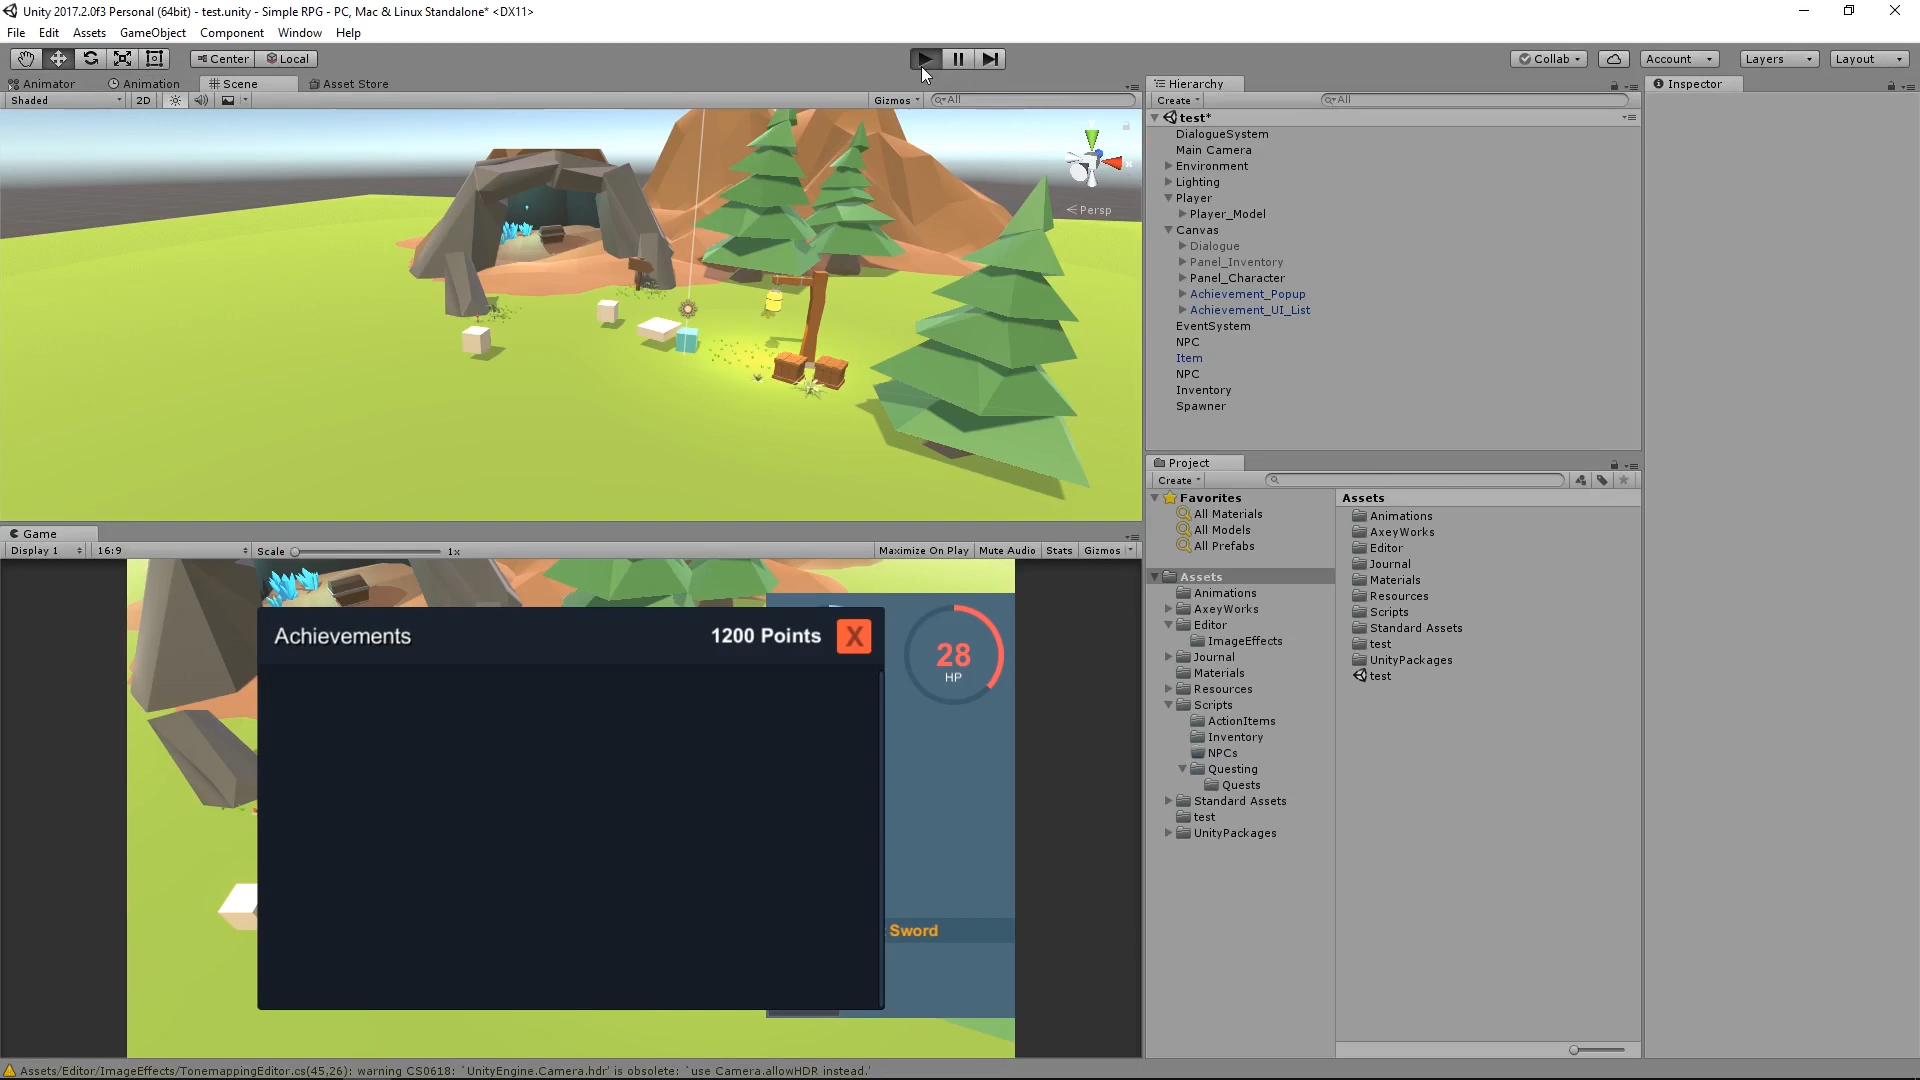 Unity 2017.2.0f3 Personal (64bit) - test.unity - Simple RPG - PC, Mac & Linux Standalone* <DX11>
File Edit Assets GameObject Component Window Help
Center Local
Collab Account Layers Layout
Animator Animation Scene Asset Store
Shaded 2D Gizmos All
Persp
Hierarchy
Create All
test*
DialogueSystem
Main Camera
Environment
Lighting
Player
Player_Model
Canvas
Dialogue
Panel_Inventory
Panel_Character
Achievement_Popup
Achievement_UI_List
EventSystem
NPC
Item
NPC
Inventory
Spawner
Inspector
Project
Create
Favorites
All Materials
All Models
All Prefabs
Assets
Animations
AxeyWorks
Editor
ImageEffects
Journal
Materials
Resources
Scripts
ActionItems
Inventory
NPCs
Questing
Quests
Standard Assets
test
UnityPackages
Assets
Animations
AxeyWorks
Editor
Journal
Materials
Resources
Scripts
Standard Assets
test
UnityPackages
test
Game
Display 1 16:9 Scale 1x Maximize On Play Mute Audio Stats Gizmos
Achievements 1200 Points X
28
HP
: Sword
Assets/Editor/ImageEffects/TonemappingEditor.cs(45,26): warning CS0618: `UnityEngine.Camera.hdr' is obsolete: `use Camera.allowHDR instead.'